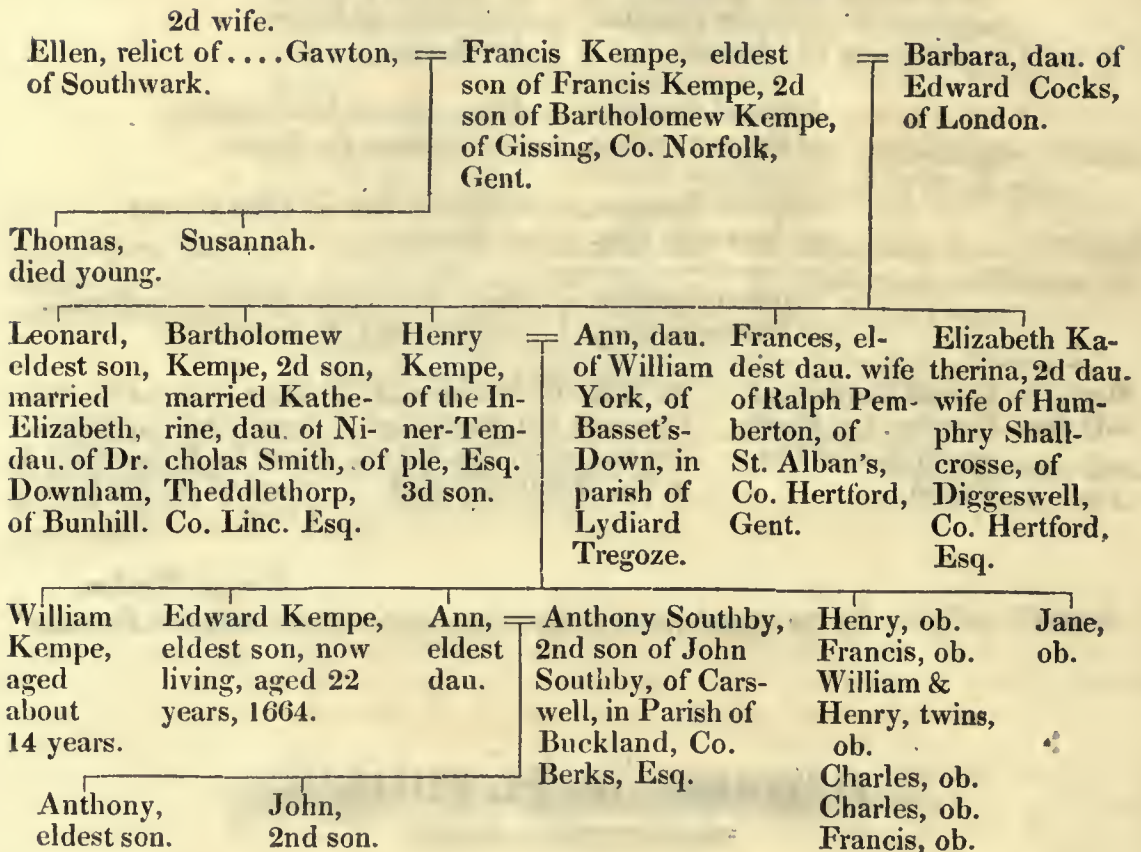 2d wife.
Ellen, relict of . . . . Gawton,
of Southwark.
Francis Kempe, eldest
son of Francis Kempe, 2d
son of Bartholomew Kempe,
of Gissing, Co. Norfolk,
Gent.
Barbara, dau. of
Edward Cocks,
of London.
Thomas,
died young.
Susannah.
Leonard,
eldest son,
married
Elizabeth,
dau. of Dr.
Downham,
of Bunhill.
Bartholomew
Kempe, 2d son,
married Kathe-
rine, dau. of Ni-
cholas Smith, of
Theddlethorp,
Co. Linc. Esq.
Henry
Kempe,
of the In-
ner-Tem-
ple, Esq.
3d son.
Ann, dau.
of William
York, of
Basset's-
Down, in
parish of
Lydiard
Tregoze.
Frances, el-
dest dau. wife
of Ralph Pem-
berton, of
St. Alban's,
Co. Hertford,
Gent.
Elizabeth Ka-
therina, 2d dau.
wife of Hum-
phry Shall-
crosse, of
Diggeswell,
Co. Hertford,
Esq.
William
Kempe,
aged
about
14 years.
Edward Kempe,
eldest son, now
living, aged 22
years, 1664.
Ann,
eldest
dau.
Anthony Southby,
2nd son of John
Southby, of Cars-
well, in Parish of
Buckland, Co.
Berks, Esq.
Henry, ob.
Francis, ob.
William &
Henry, twins,
ob.
Charles, ob.
Charles, ob.
Francis, ob.
Jane,
ob.
Anthony,
eldest son.
John,
2nd son.